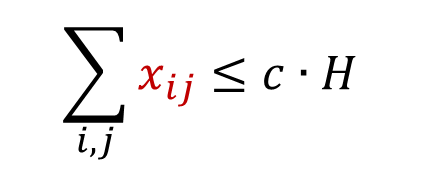 ∑_{i,j} x_{ij} ≤ c ⋅ H